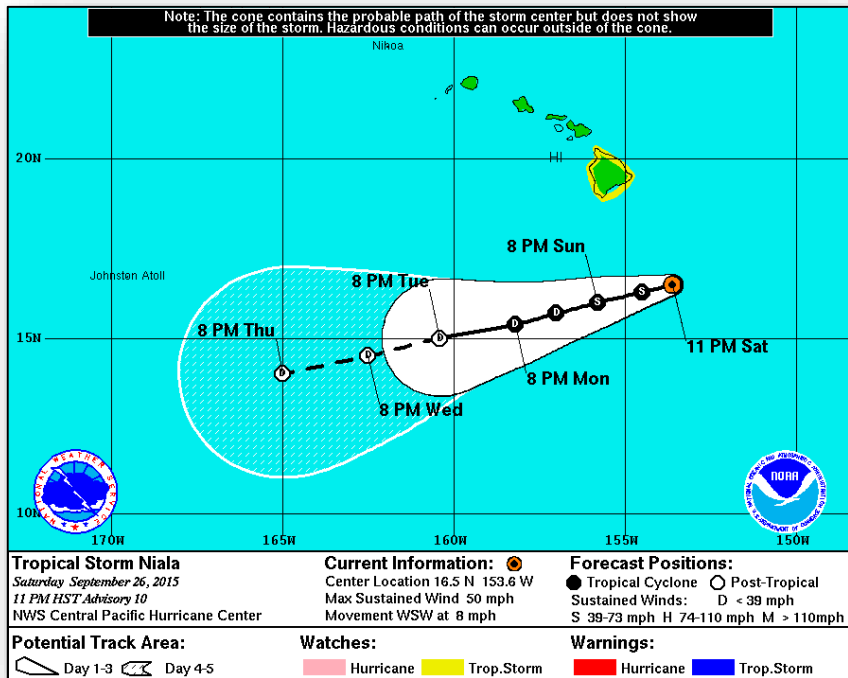 Note: The cone contains the probable path of the storm center but does not show
the size of the storm. Hazardous conditions can occur outside of the cone.
Nikoa
20N
HI
8 PM Sun
Johnsten Atoll
8 PM Tue
S
S
D
D
8 PM Thu
D
D
D
15N
11 PM Sat
8 PM Mon
8 PM Wed
NATIONAL WEATHER SERVICE
NOAA
10N
170W
165W
160W
155W
150W
Tropical Storm Niala
Saturday September 26, 2015
11 PM HST Advisory 10
NWS Central Pacific Hurricane Center
Current Information:
Center Location 16.5 N 153.6 W
Max Sustained Wind 50 mph
Movement WSW at 8 mph
Forecast Positions:
Tropical Cyclone Post-Tropical
Sustained Winds: D < 39 mph
S 39-73 mph H 74-110 mph M > 110mph
Potential Track Area:
Day 1-3 Day 4-5
Watches:
Hurricane Trop.Storm
Warnings:
Hurricane Trop.Storm